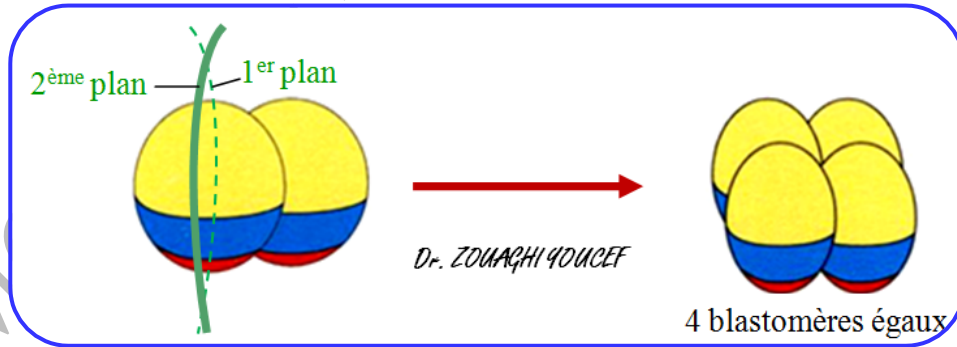 1er plan
2ème plan
Dr. ZOUAGHI YOUCEF
4 blastomères égaux